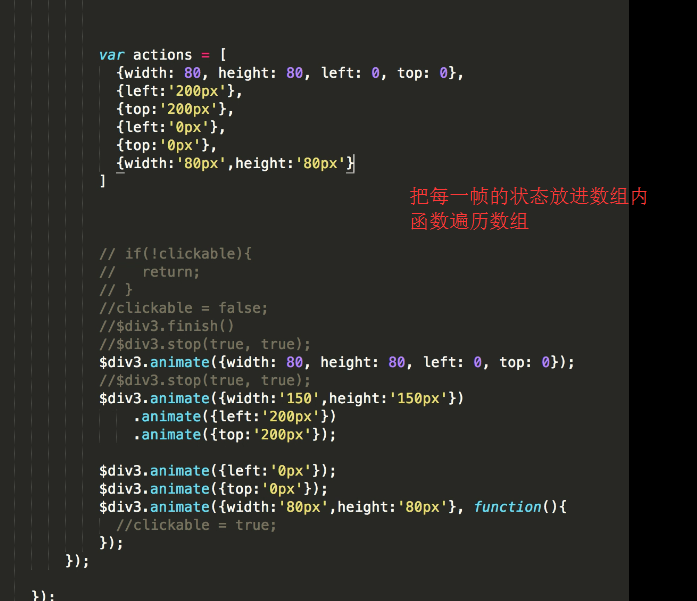 var actions = [
{width: 80, height: 80, left: 0, top: 0},
{left:'200px'},
{top:'200px'},
{left:'0px'},
{top:'0px'},
{width:'80px',height:'80px'}
]
把每一帧的状态放进数组内
函数遍历数组
// if(!clickable){
//   return;
// }
//clickable = false;
//$div3.finish()
//$div3.stop(true, true);
$div3.animate({width: 80, height: 80, left: 0, top: 0});
//$div3.stop(true, true);
$div3.animate({width:'150',height:'150px'})
.animate({left:'200px'})
.animate({top:'200px'});
$div3.animate({left:'0px'});
$div3.animate({top:'0px'});
$div3.animate({width:'80px',height:'80px'}, function(){
//clickable = true;
});
});
});